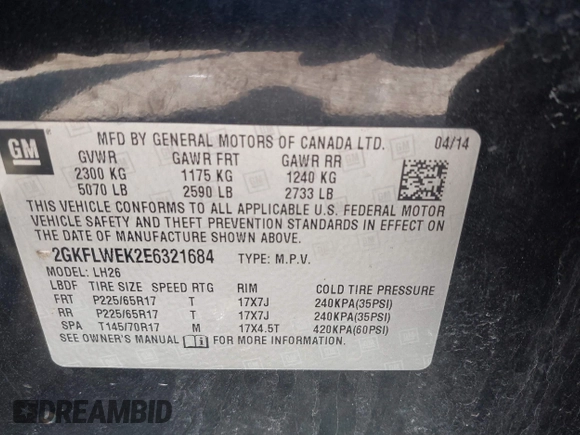 GM
MFD BY GENERAL MOTORS OF CANADA LTD. 04/14
GVWR GAWR FRT GAWR RR
2300 KG 1175 KG 1240 KG
5070 LB 2590 LB 2733 LB
THIS VEHICLE CONFORMS TO ALL APPLICABLE U.S. FEDERAL MOTOR
VEHICLE SAFETY AND THEFT PREVENTION STANDARDS IN EFFECT ON
THE DATE OF MANUFACTURE SHOWN ABOVE.
2GKFLWEK2E6321684 TYPE: M.P.V.
MODEL: LH26
LBDF TIRE SIZE SPEED RTG RIM COLD TIRE PRESSURE
FRT P225/65R17 T 17X7J 240KPA(35PSI)
RR P225/65R17 T 17X7J 240KPA(35PSI)
SPA T145/70R17 M 17X4.5T 420KPA(60PSI)
SEE OWNER'S MANUAL FOR MORE INFORMATION.
DREAMBID